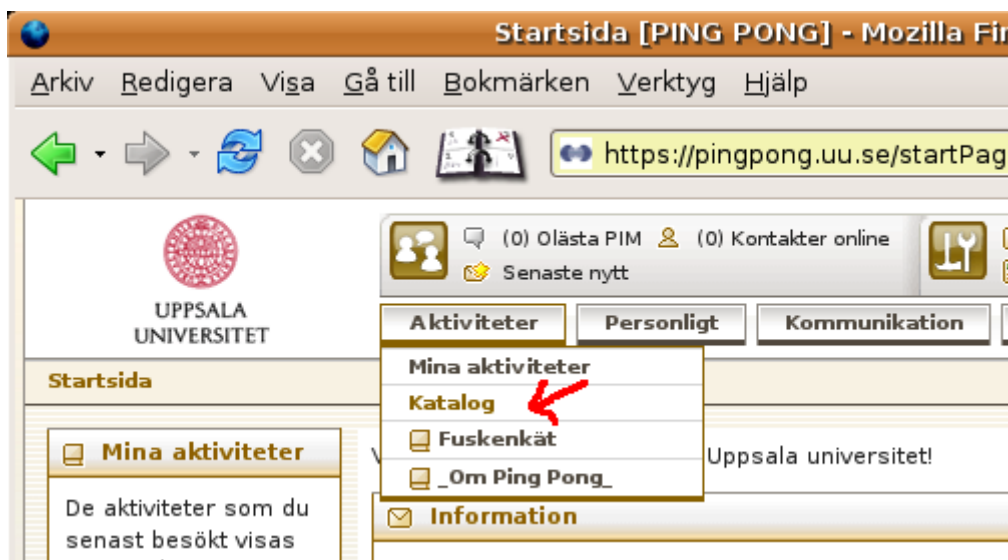 Startsida [PING PONG] - Mozilla
Arkiv Redigera Visa Gå till Bokmärken Verktyg Hjälp
https://pingpong.uu.se/startPag
(0) Olästa PIM (0) Kontakter online
Senaste nytt
UPPSALA
UNIVERSITET
Aktiviteter Personligt Kommunikation
Startsida
Mina aktiviteter
Katalog
Fuskenkät
_Om Ping Pong_
Mina aktiviteter
Uppsala universitet!
De aktiviteter som du
senast besökt visas
Information